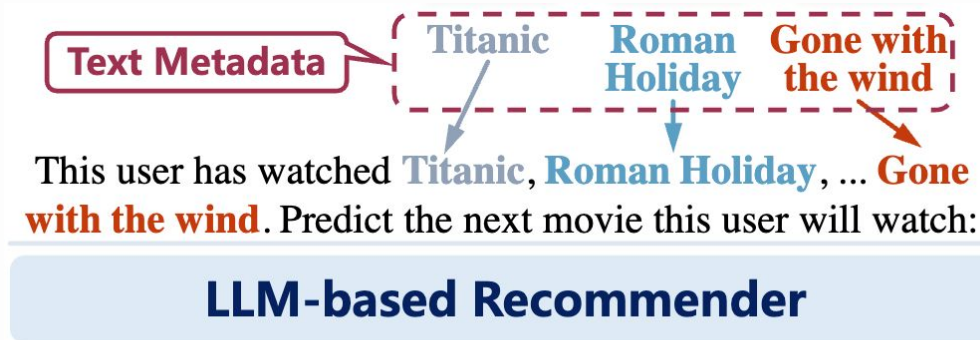 Text Metadata
Titanic
Roman Holiday
Gone with the wind
This user has watched Titanic, Roman Holiday, ... Gone
with the wind. Predict the next movie this user will watch:
LLM-based Recommender